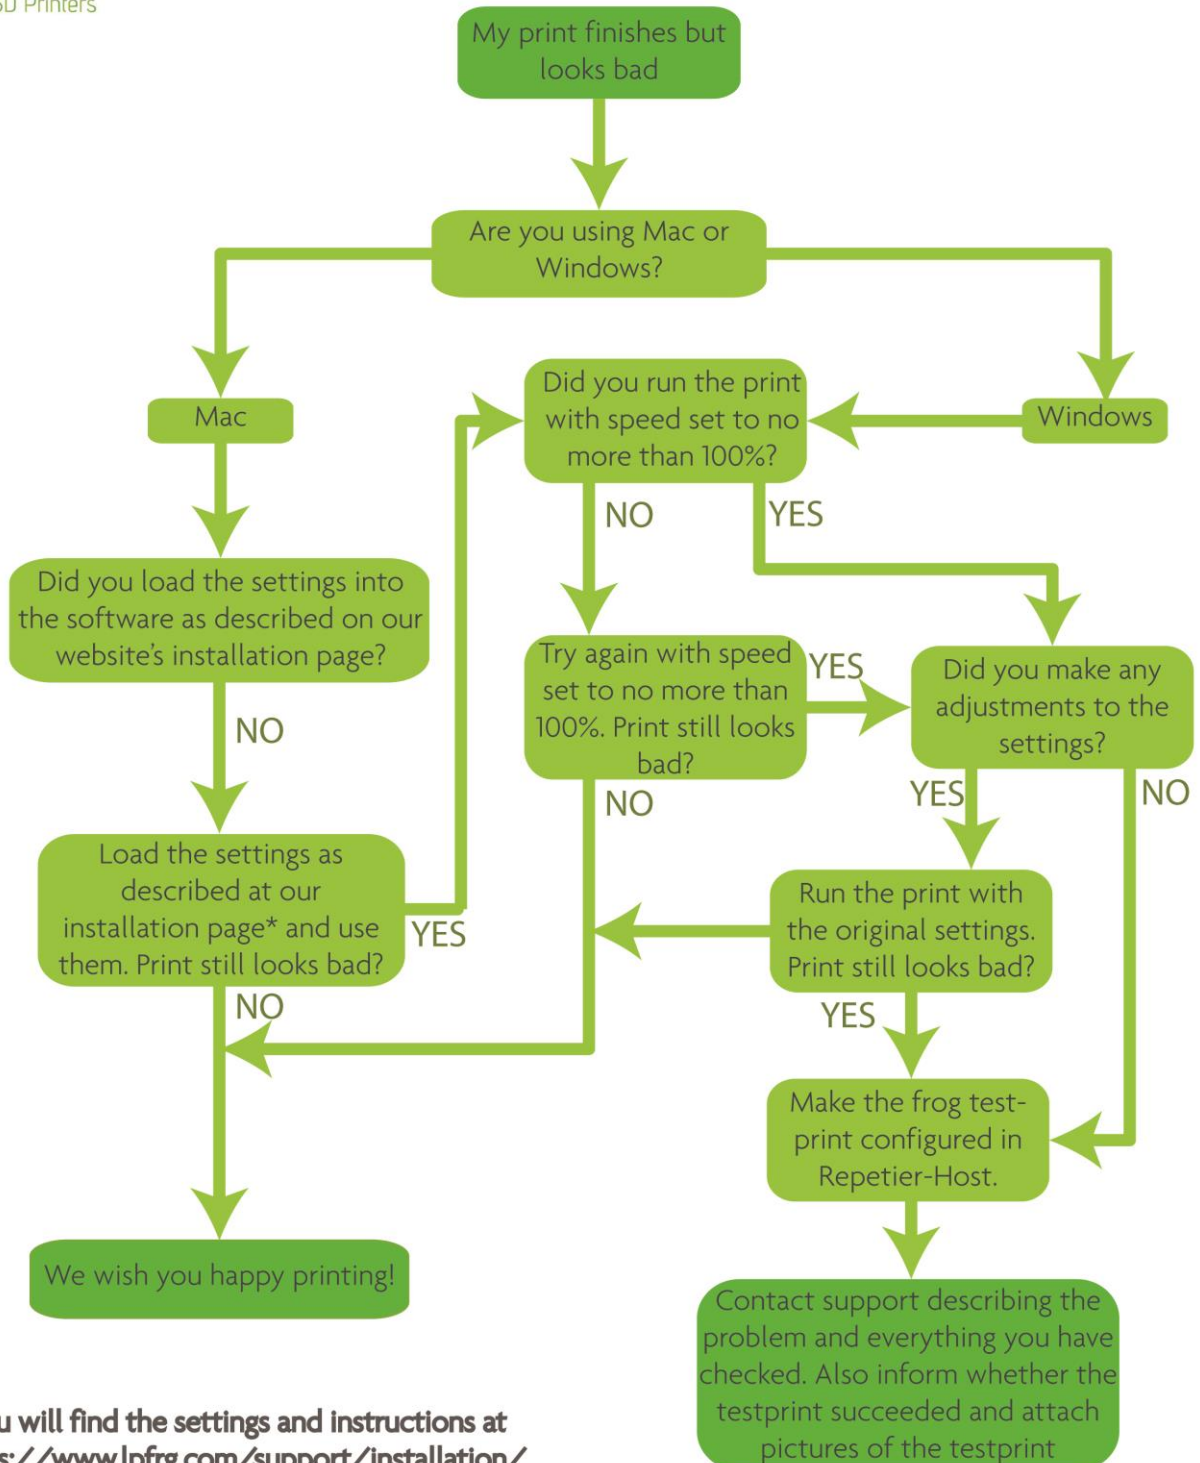 3D Printers
My print finishes but
looks bad
Are you using Mac or
Windows?
Mac
Windows
Did you run the print
with speed set to no
more than 100%?
NO
YES
Did you load the settings into
the software as described on our
website's installation page?
NO
Try again with speed
set to no more than
100%. Print still looks
bad?
YES
NO
Did you make any
adjustments to the
settings?
YES
NO
Load the settings as
described at our
installation page* and use
them. Print still looks bad?
YES
NO
Run the print with
the original settings.
Print still looks bad?
YES
Make the frog test-
print configured in
Repetier-Host.
We wish you happy printing!
Contact support describing the
problem and everything you have
checked. Also inform whether the
testprint succeeded and attach
pictures of the testprint
will find the settings and instructions at
://www.lpfrg.com/support/installation/